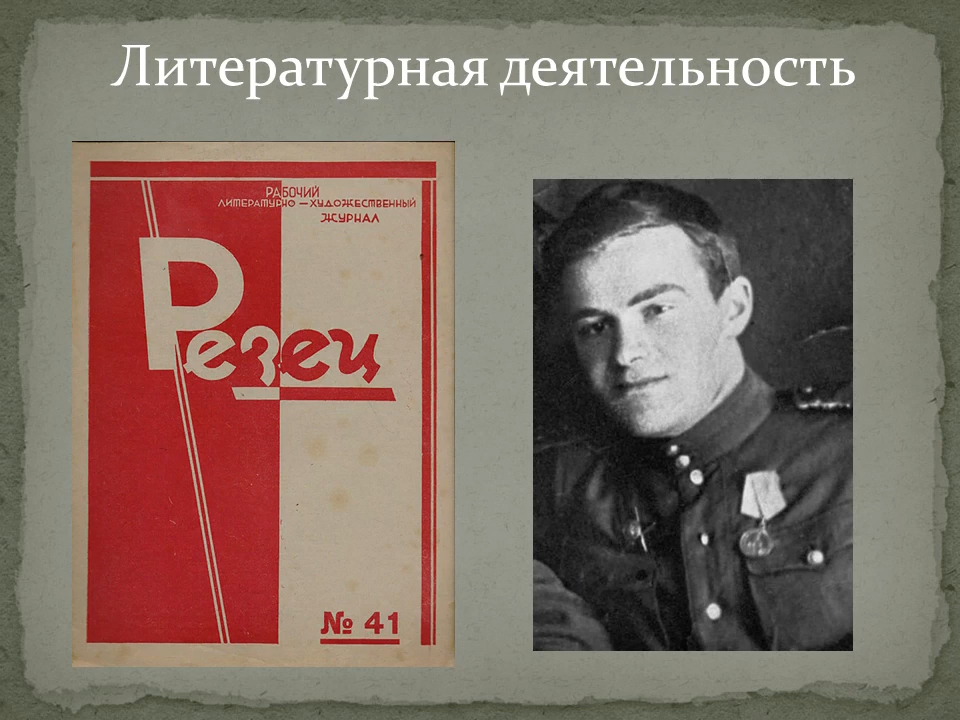 Литературная деятельность
РАБОЧИЙ
ЛИТЕРАТУРНО – ХУДОЖЕСТВЕННЫЙ
ЖУРНАЛ
Резец
№ 41